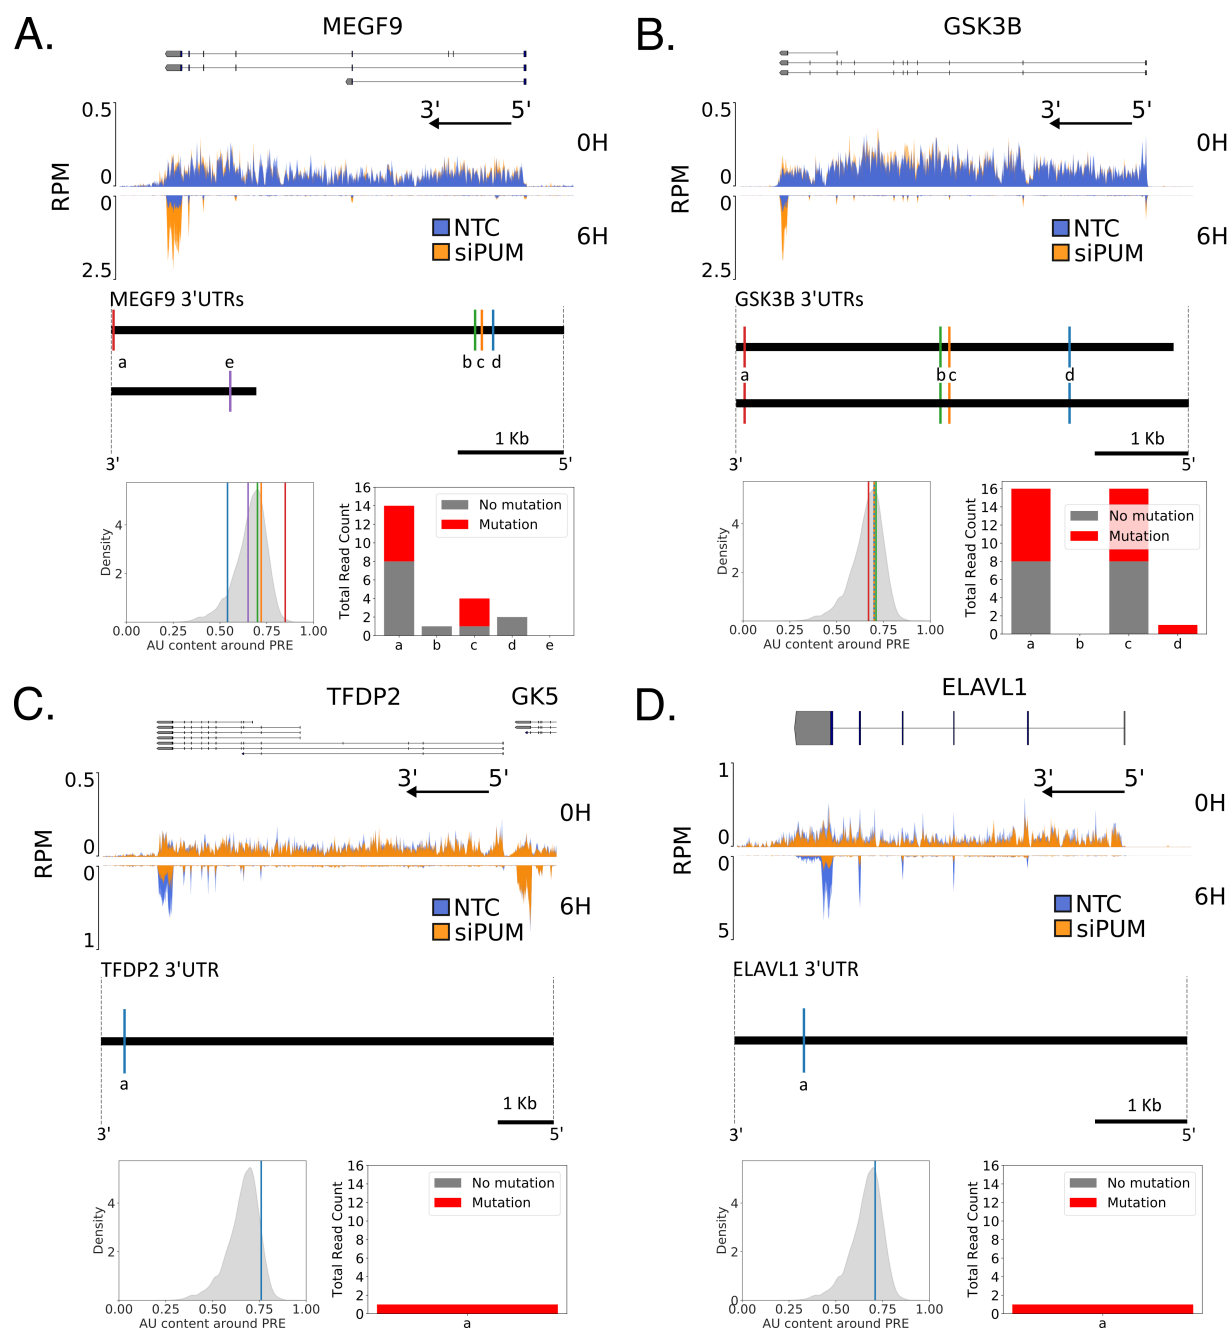 A.
MEGF9
3'
5'
0.5
0
RPM
0
2.5
0H
6H
NTC
siPUM
MEGF9 3'UTRs
a
e
b
c
d
1 Kb
3'
5'
Density
4
2
0.00
0.25
0.50
0.75
1.00
AU content around PRE
Total Read Count
16
14
12
10
8
6
4
2
0
No mutation
Mutation
a
b
c
d
e
B.
GSK3B
3'
5'
0.5
0
RPM
0
2.5
0H
6H
NTC
siPUM
GSK3B 3'UTRs
a
b
c
d
1 Kb
3'
5'
Density
4
2
0.00
0.25
0.50
0.75
1.00
AU content around PRE
Total Read Count
16
14
12
10
8
6
4
2
0
No mutation
Mutation
a
b
c
d
C.
TFDP2
GK5
3'
5'
0.5
0
RPM
0
1
0H
6H
NTC
siPUM
TFDP2 3'UTR
a
1 Kb
3'
5'
Density
4
2
0.00
0.25
0.50
0.75
1.00
AU content around PRE
Total Read Count
16
14
12
10
8
6
4
2
0
No mutation
Mutation
a
D.
ELAVL1
3'
5'
1
0
RPM
0
5
0H
6H
NTC
siPUM
ELAVL1 3'UTR
a
1 Kb
3'
5'
Density
4
2
0
0.00
0.25
0.50
0.75
1.00
AU content around PRE
Total Read Count
16
14
12
10
8
6
4
2
0
No mutation
Mutation
a